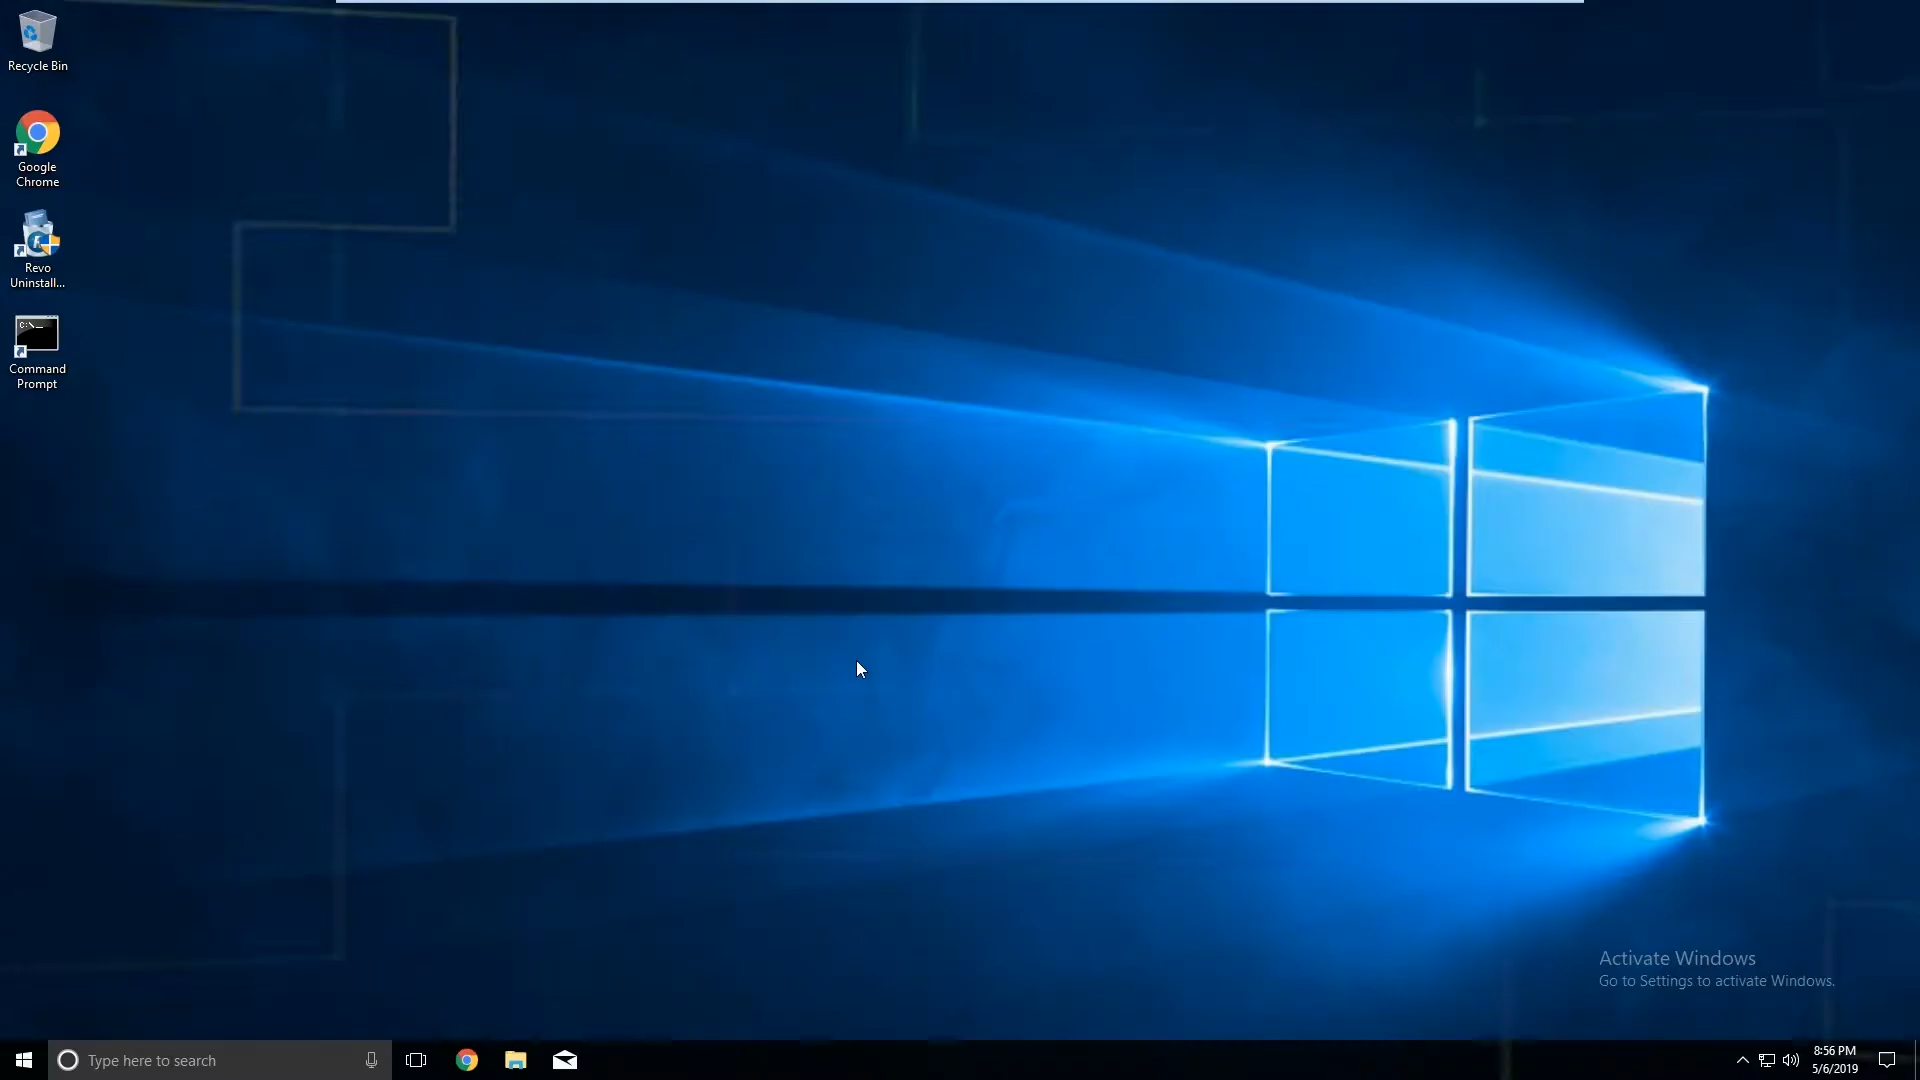 Recycle Bin
Google
Chrome
Revo
Uninstall...
C:\_
Command
Prompt
Activate Windows
Go to Settings to activate Windows.
Type here to search
8:56 PM
5/6/2019